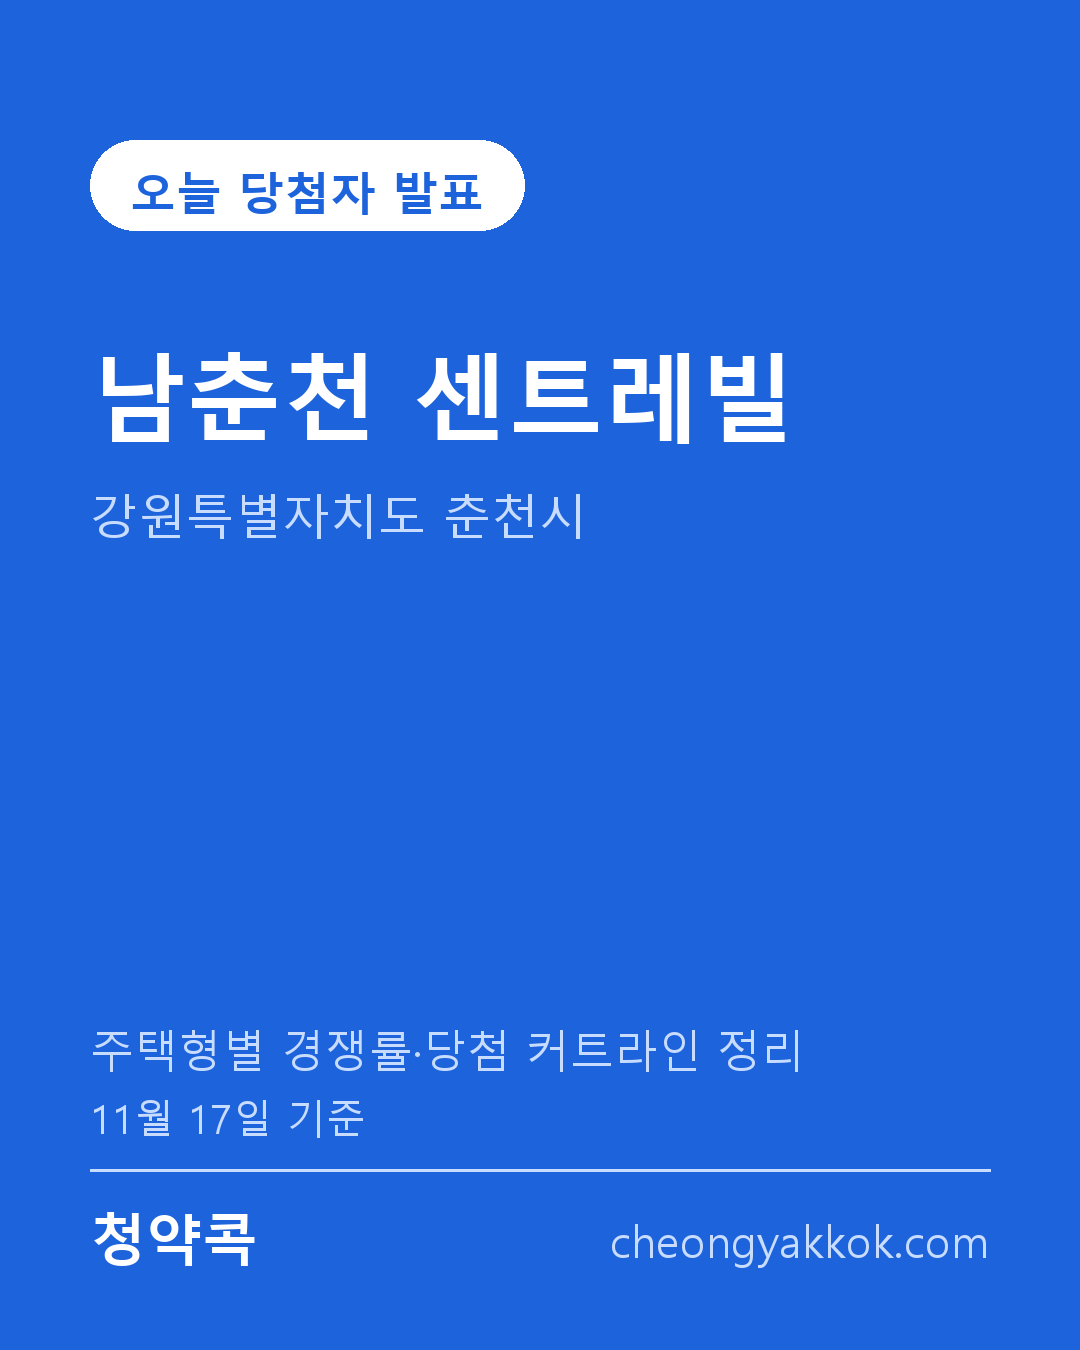 오늘 당첨자 발표
남춘천 센트레빌
강원특별자치도 춘천시
주택형별 경쟁률·당첨 커트라인 정리
11월 17일 기준
청약콕
cheongyakkok.com